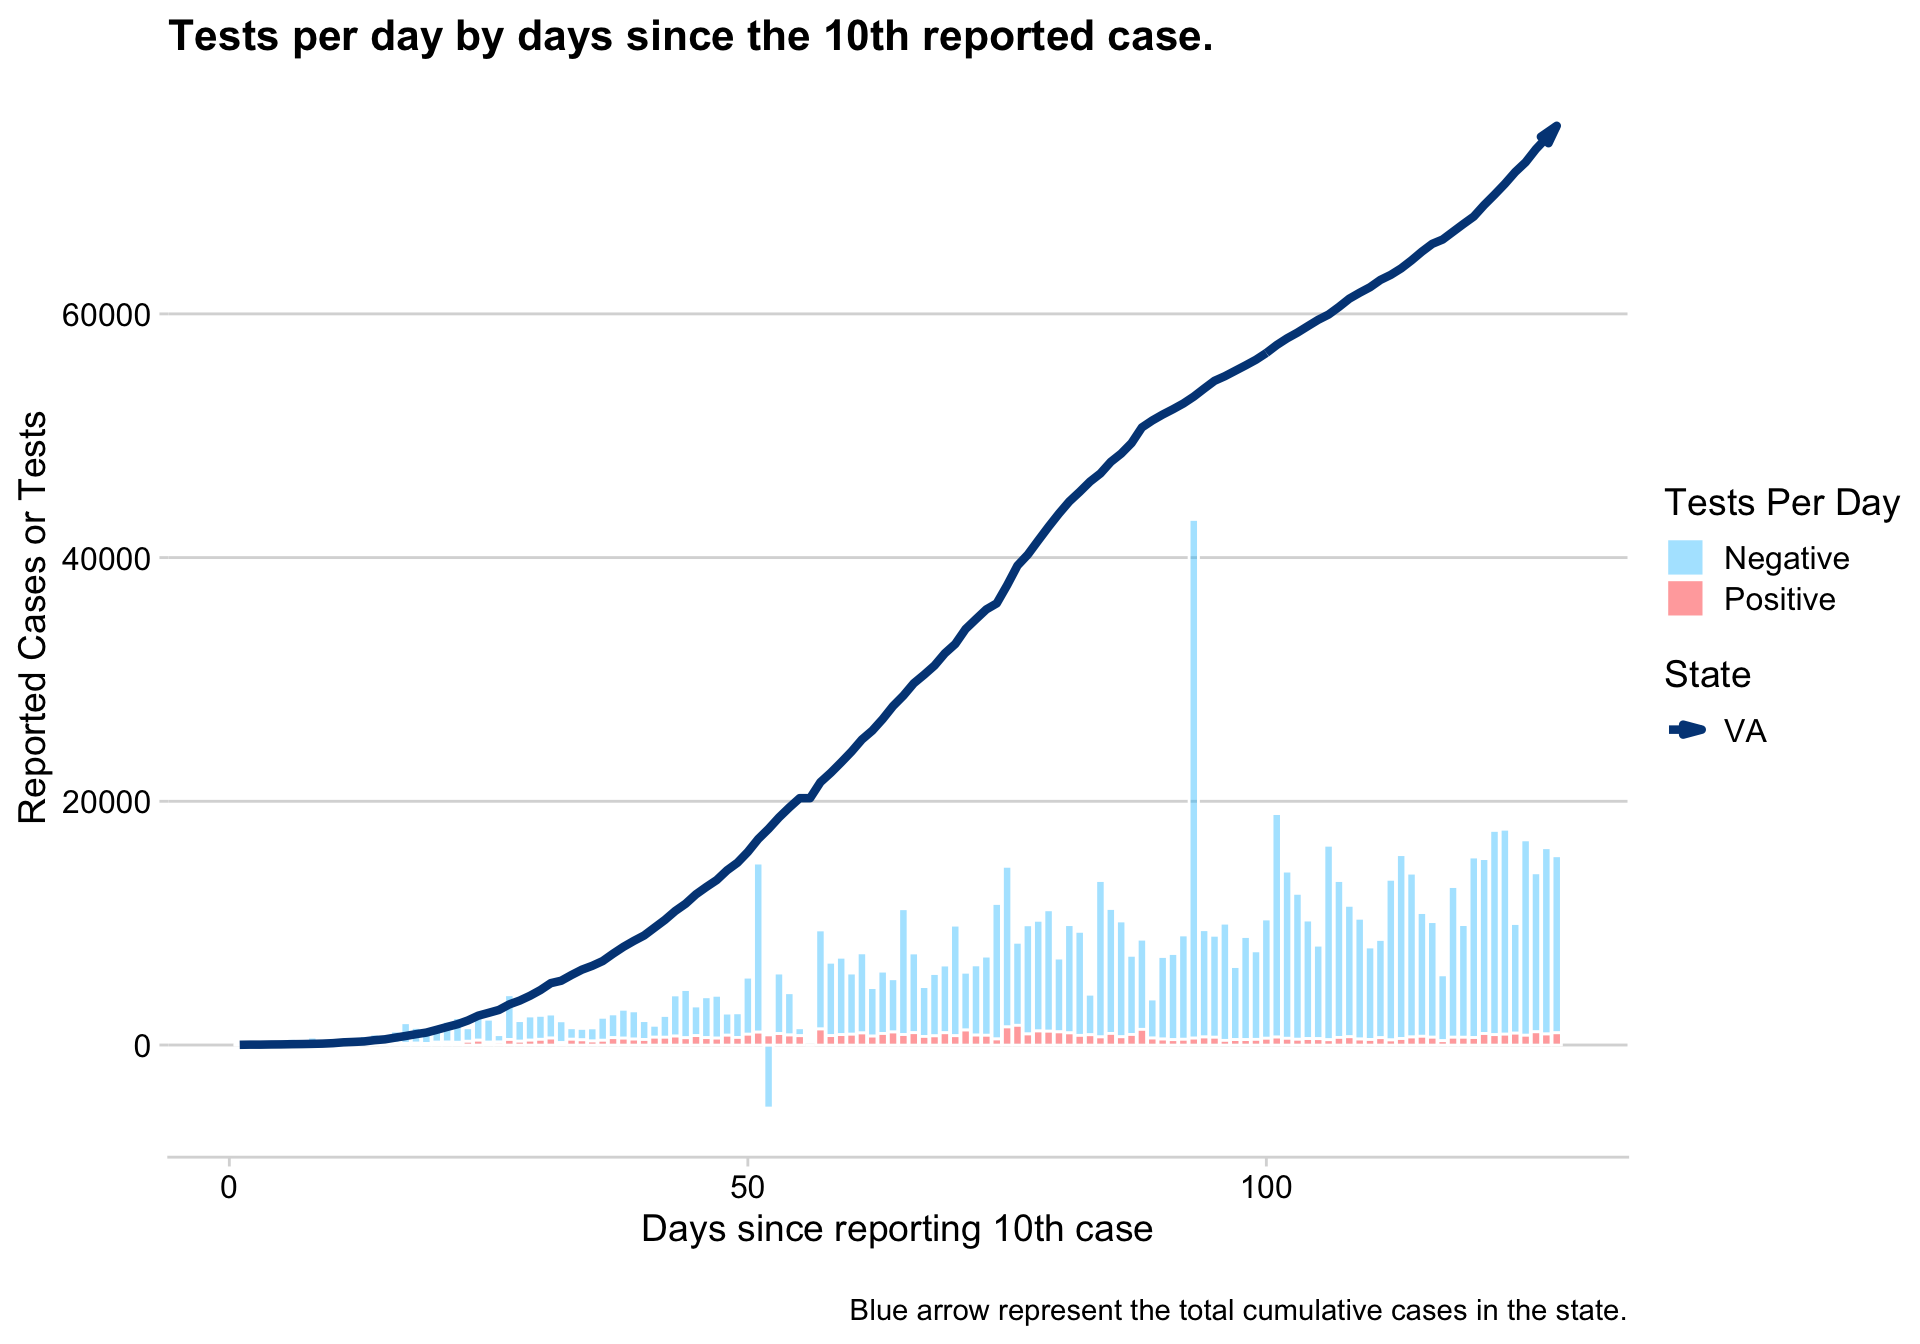 Tests per day by days since the 10th reported case.
Reported Cases or Tests
60000
40000
20000
0
0
50
100
Days since reporting 10th case
Tests Per Day
Negative
Positive
State
VA
Blue arrow represent the total cumulative cases in the state.